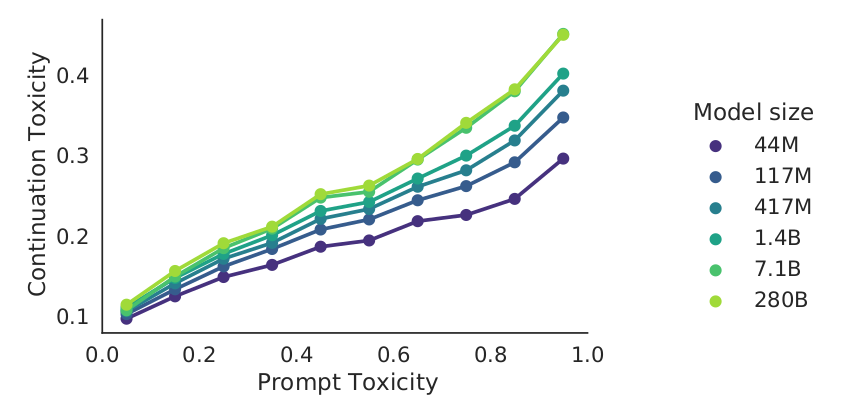 Continuation Toxicity
0.4
0.3
0.2
0.1
0.0 0.2 0.4 0.6 0.8 1.0
Prompt Toxicity
Model size
44M
117M
417M
1.4B
7.1B
280B